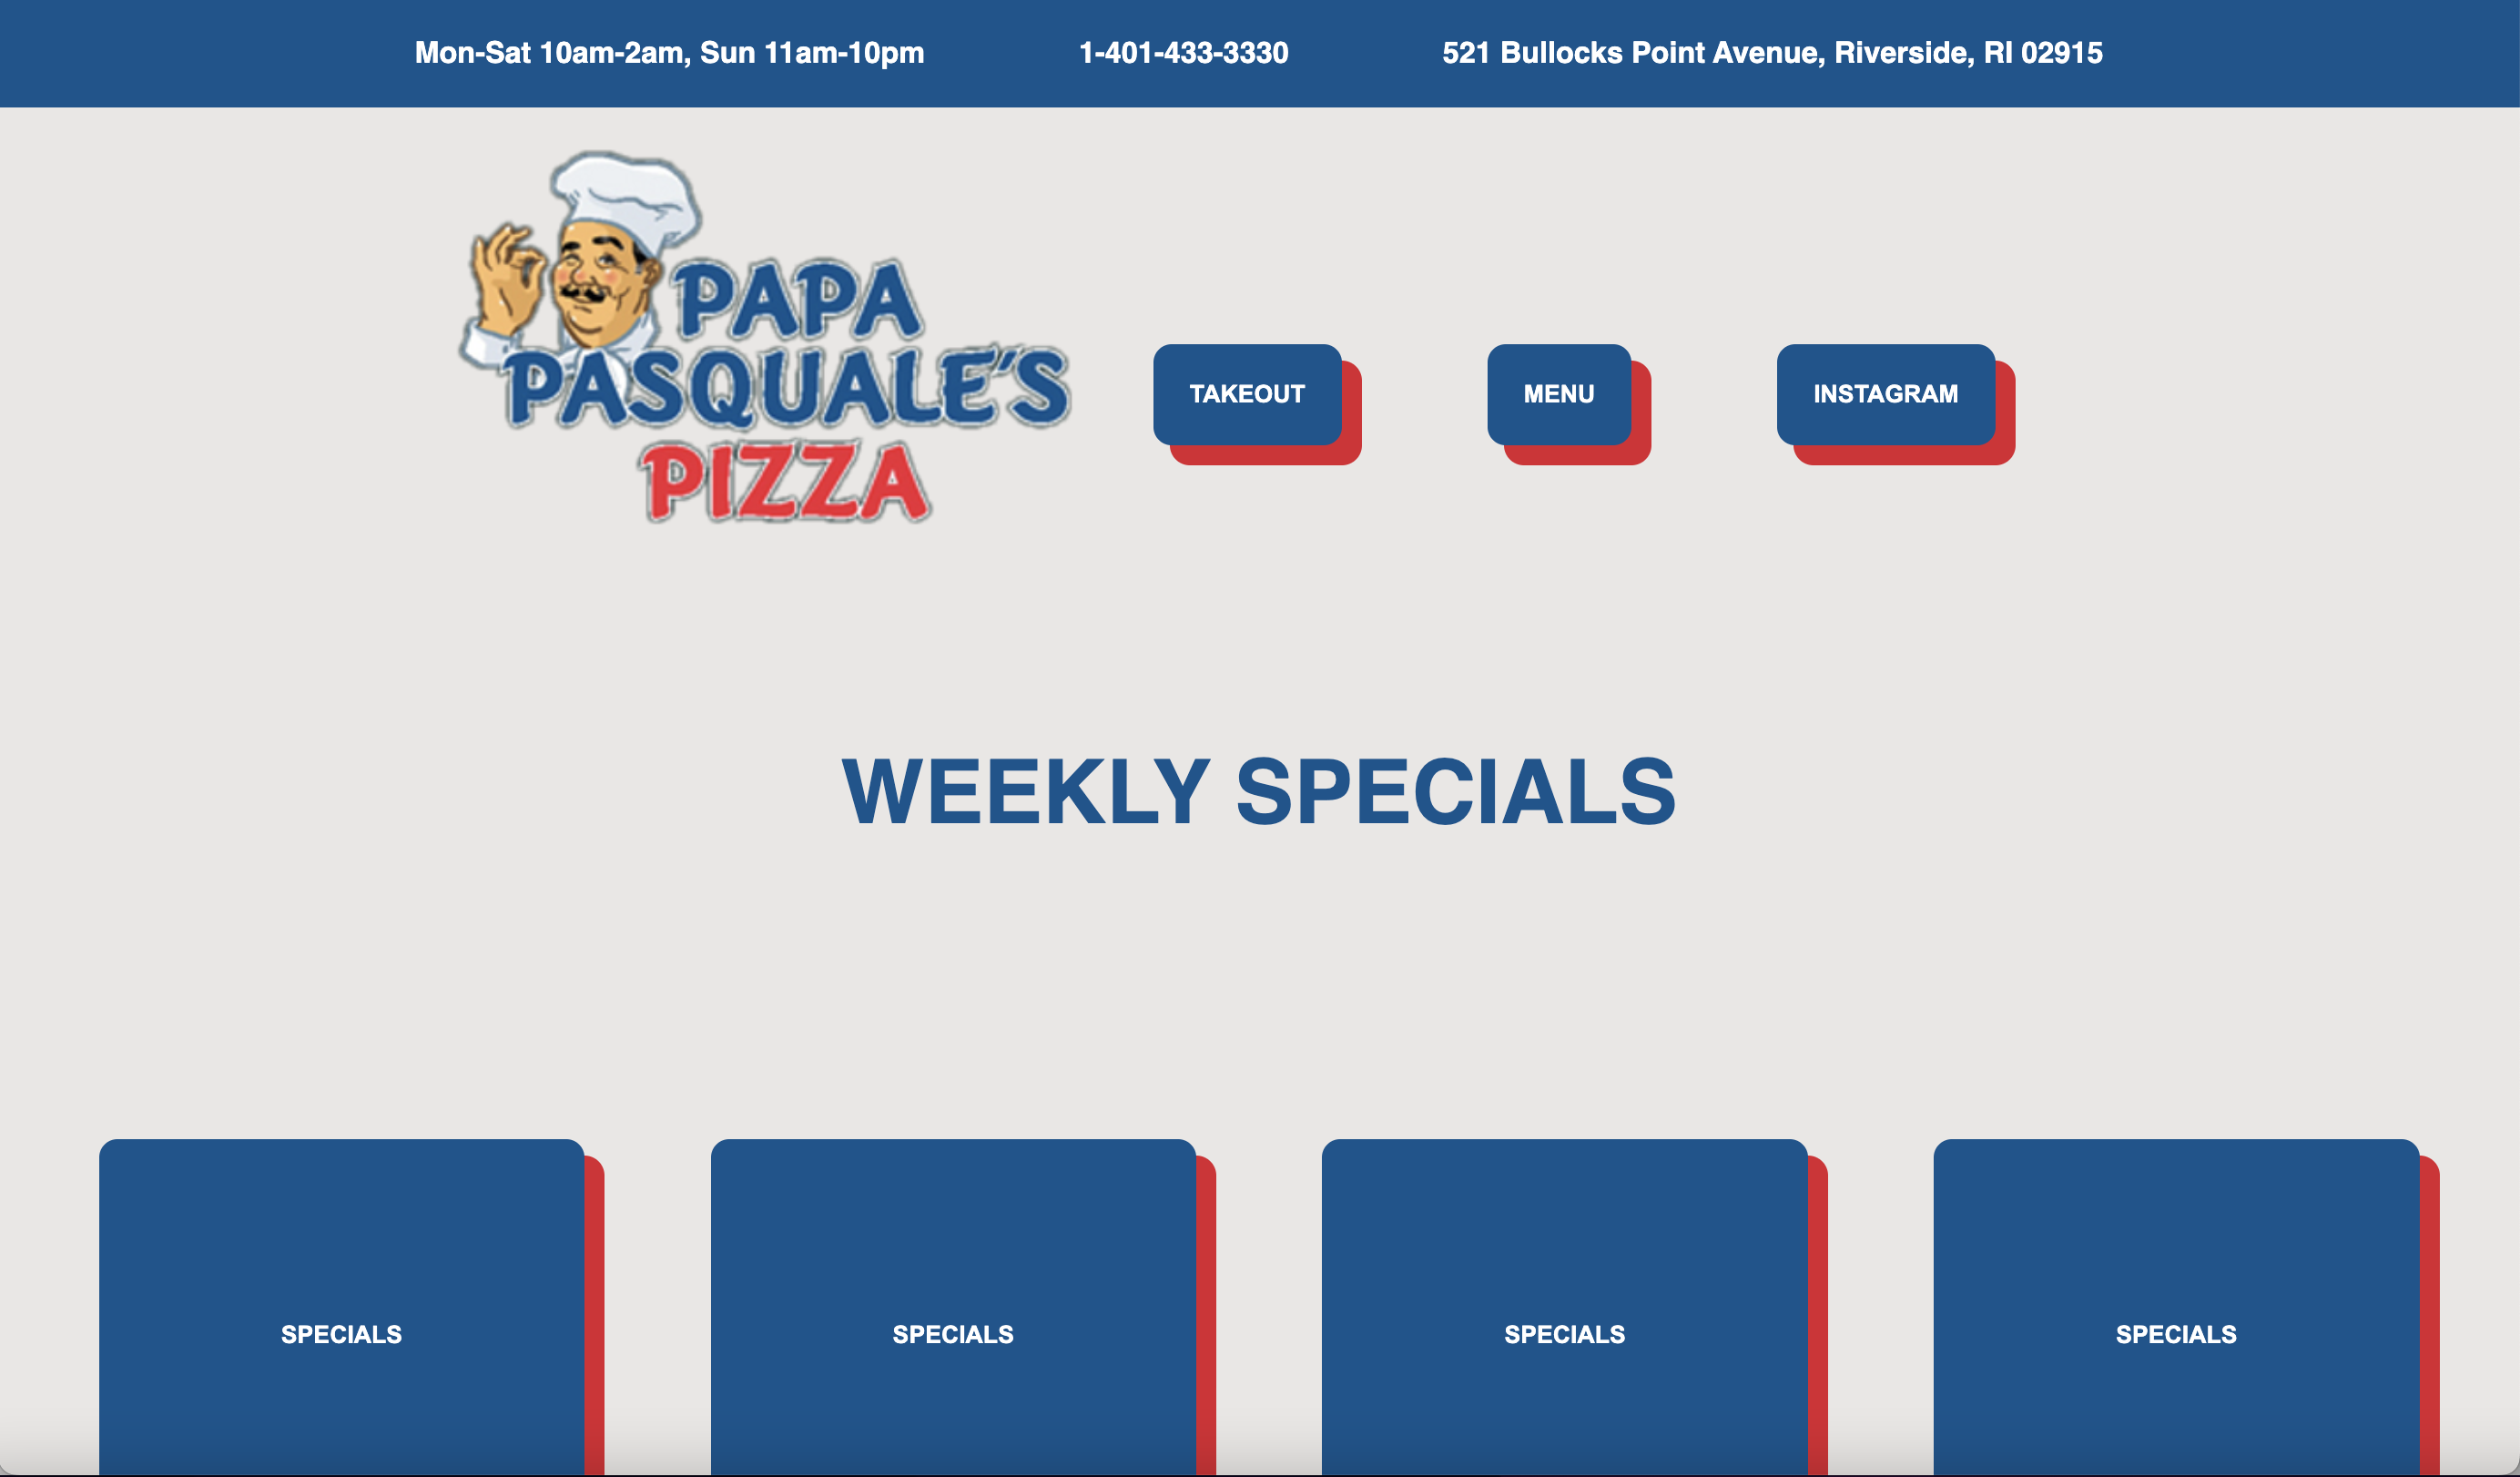 Mon-Sat 10am-2am, Sun 11am-10pm 1-401-433-3330 521 Bullocks Point Avenue, Riverside, RI 02915
PAPA
PASQUALE'S
PIZZA
TAKEOUT MENU INSTAGRAM
WEEKLY SPECIALS
SPECIALS SPECIALS SPECIALS SPECIALS